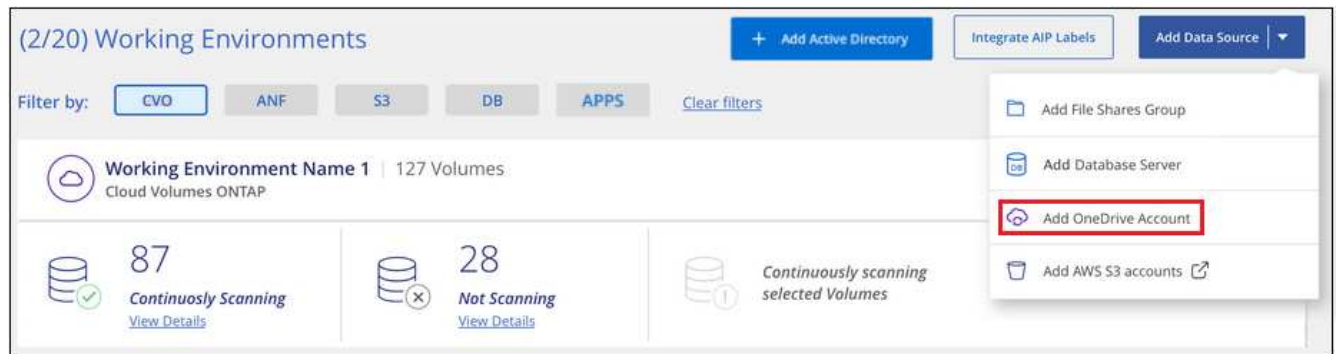 (2/20) Working Environments
+ Add Active Directory
Integrate AIP Labels
Add Data Source
Filter by:
CVO
ANF
S3
DB
APPS
Clear filters
Add File Shares Group
DB
Add Database Server
Add OneDrive Account
Add AWS S3 accounts
Working Environment Name 1 | 127 Volumes
Cloud Volumes ONTAP
87
Continuosly Scanning
View Details
28
Not Scanning
View Details
Continuously scanning
selected Volumes